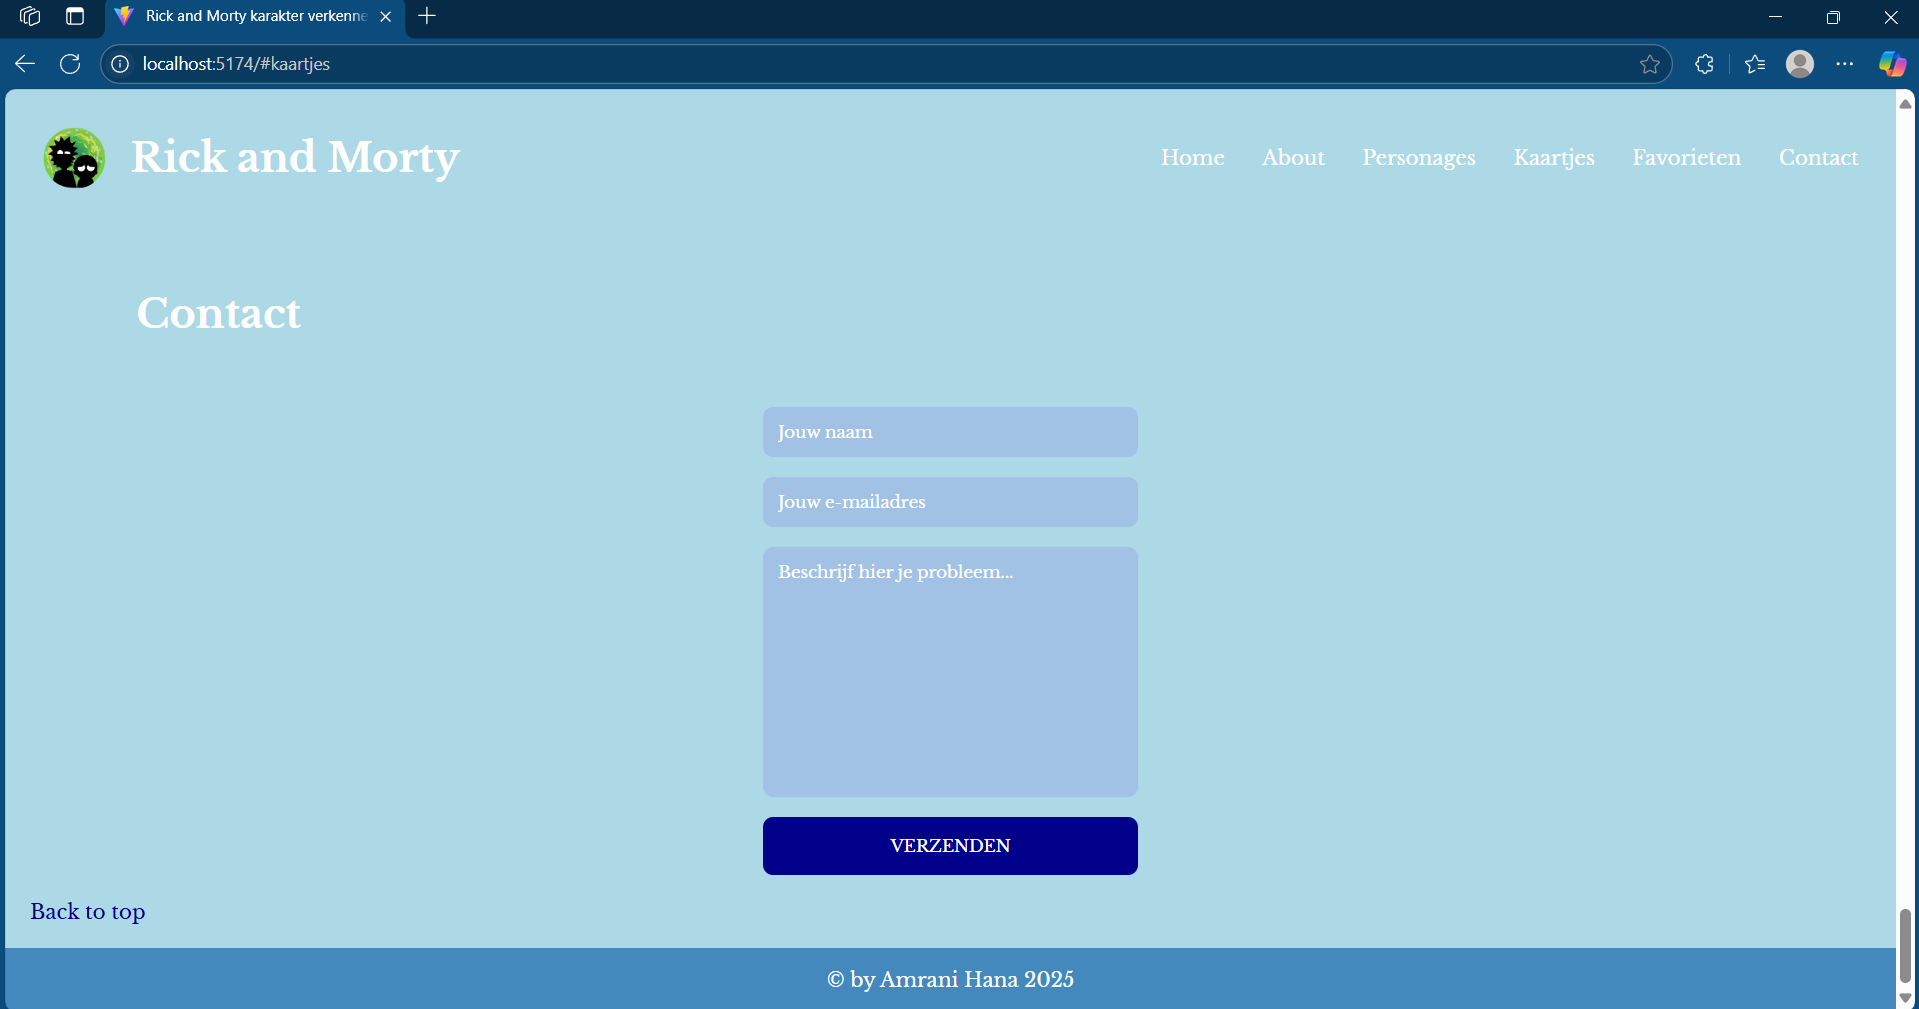 Rick and Morty karakter verkenne
localhost:5174/#kaartjes
Rick and Morty
Home About Personages Kaartjes Favorieten Contact
Contact
Jouw naam
Jouw e-mailadres
Beschrijf hier je probleem...
VERZENDEN
Back to top
© by Amrani Hana 2025